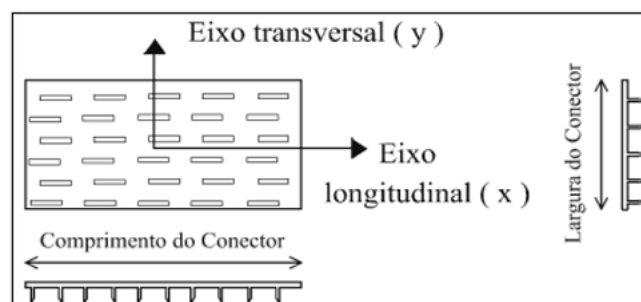 Eixo transversal ( y )
Eixo
longitudinal ( x )
Largura do Conector
Comprimento do Conector